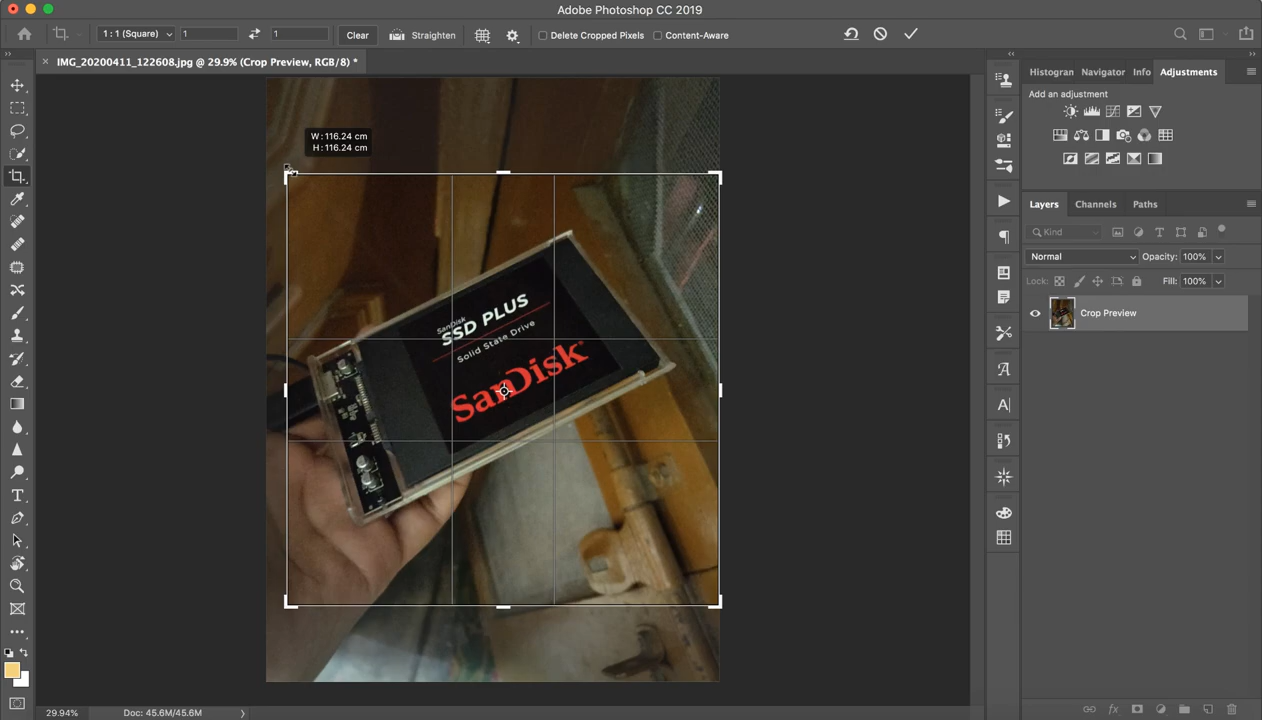 Adobe Photoshop CC 2019
1 : 1 (Square)
1
1
Clear
Straighten
Delete Cropped Pixels
Content-Aware
IMG_20200411_122608.jpg @ 29.9% (Crop Preview, RGB/8) *
Histogran
Navigator
Info
Adjustments
Add an adjustment
W : 116.24 cm
H : 116.24 cm
SanDisk
SSD PLUS
Solid State Drive
SanDisk
Layers
Channels
Paths
Kind
Normal
Opacity: 100%
Lock:
Fill: 100%
Crop Preview
29.94%
Doc: 45.6M/45.6M